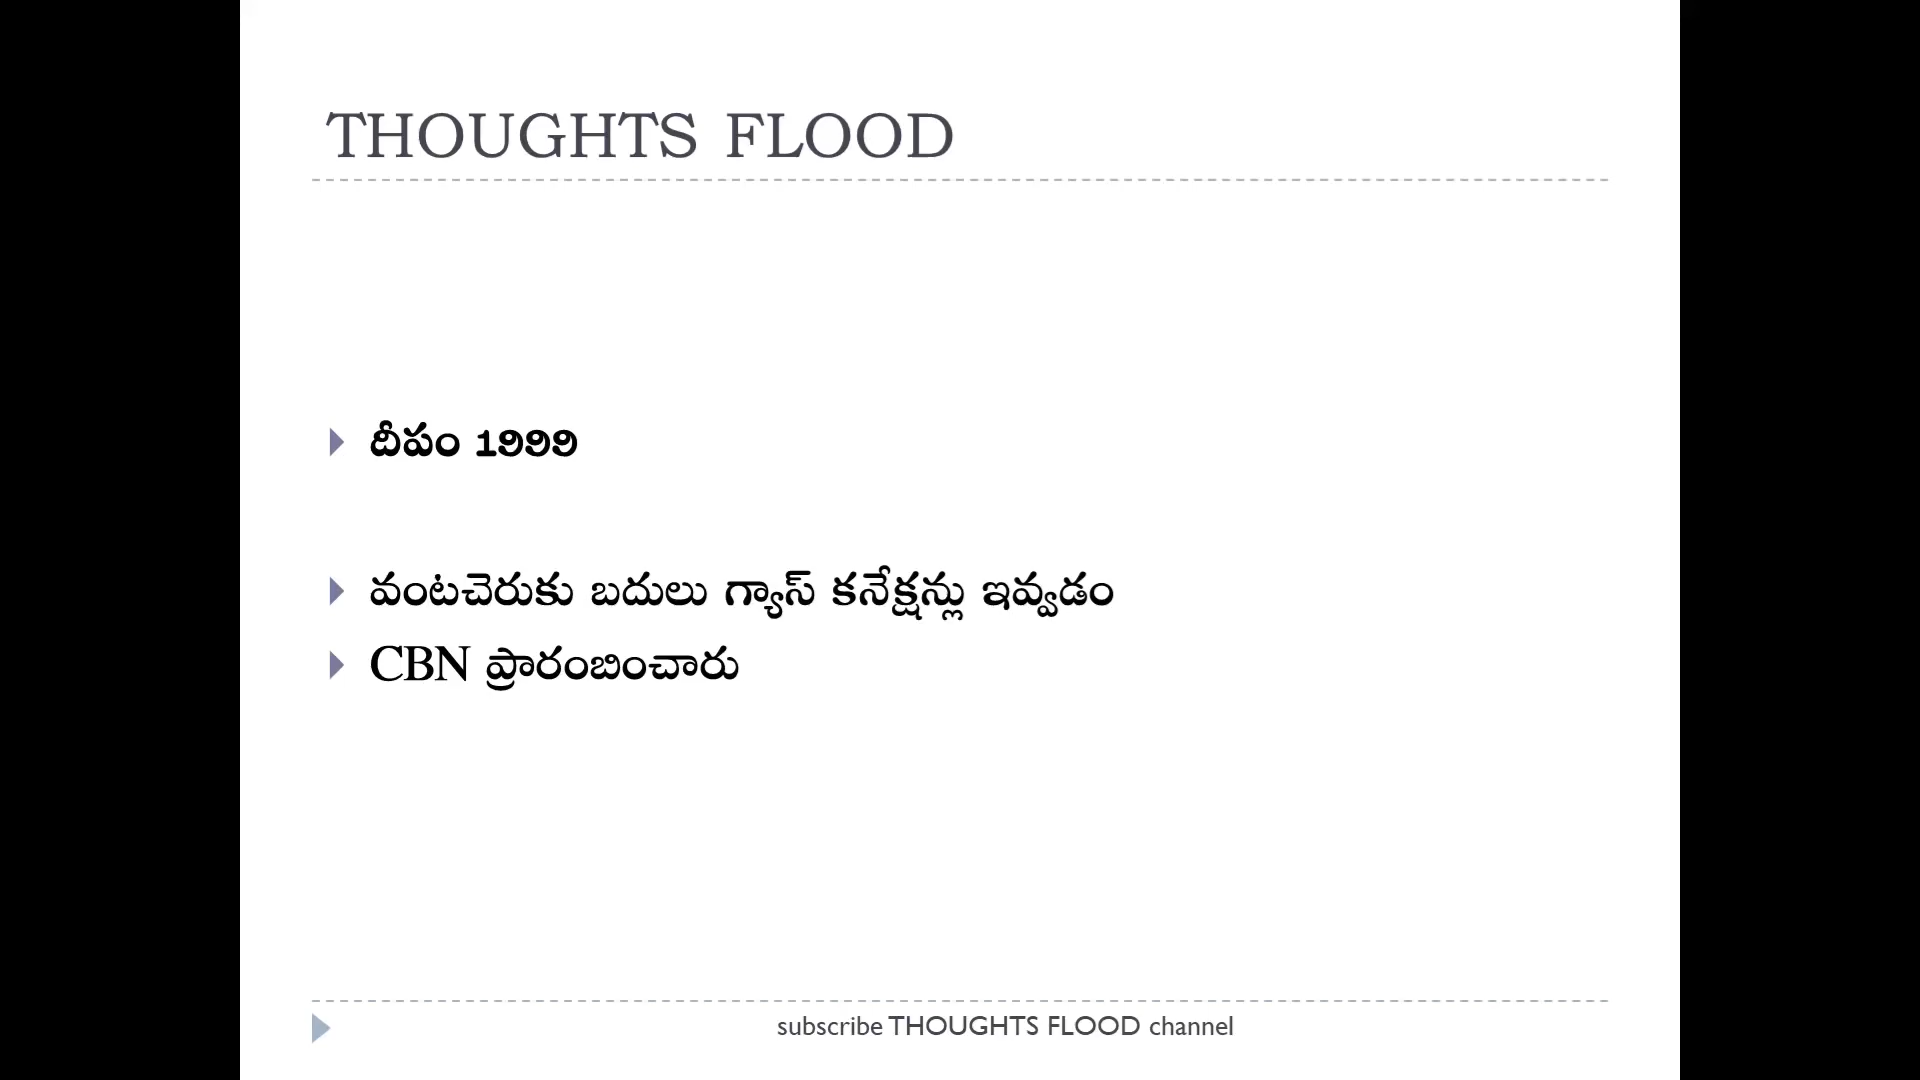 THOUGHTS FLOOD
దీపం 1999
వంటచెరుకు బదులు గ్యాస్ కనేక్షన్లు ఇవ్వడం
CBN ప్రారంబించారు
subscribe THOUGHTS FLOOD channel